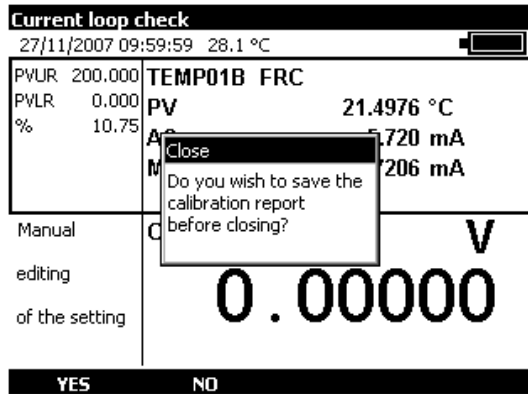 Current loop check
27/11/2007 09:59:59 28.1 °C
PVUR 200.000
PVLR 0.000
% 10.75
TEMP01B FRC
PV 21.4976 °C
5.720 mA
7206 mA
Close
Do you wish to save the
calibration report
before closing?
Manual
editing
of the setting
V
0.00000
YES NO